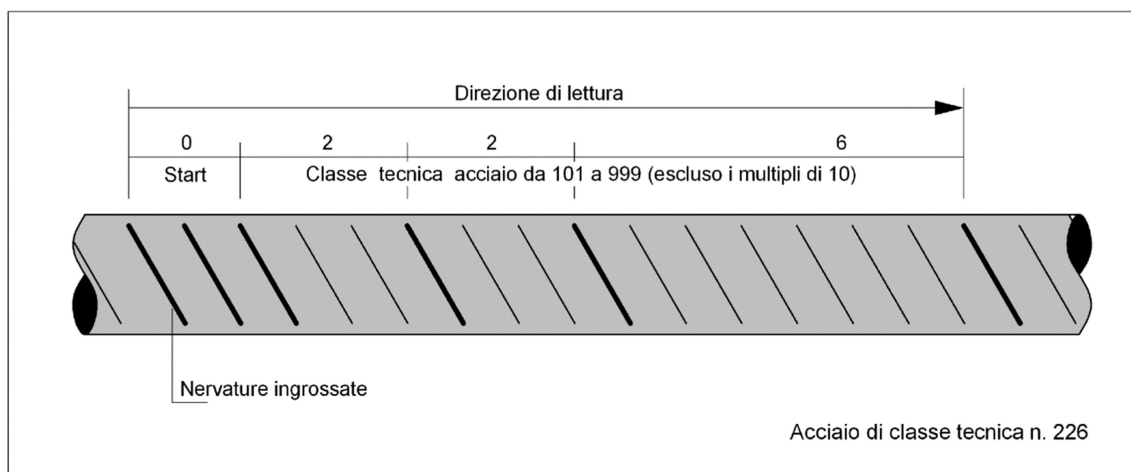 Direzione di lettura
0 2 2 6
Start Classe tecnica acciaio da 101 a 999 (escluso i multipli di 10)
Nervature ingrossate
Acciaio di classe tecnica n. 226